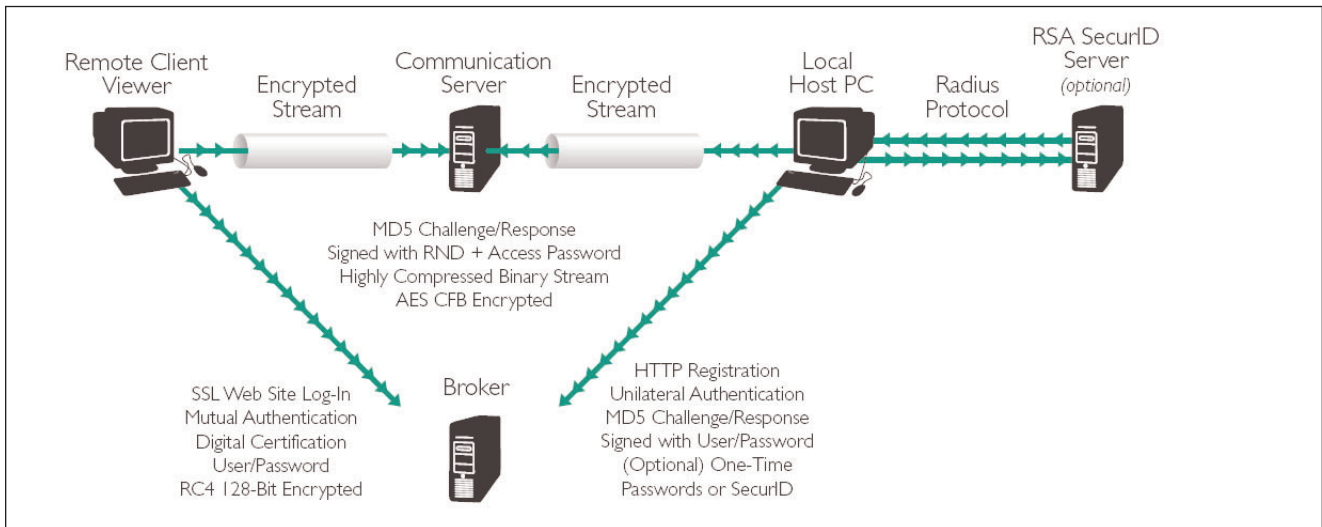 Remote Client
Viewer
Encrypted
Stream
Communication
Server
Encrypted
Stream
Local
Host PC
Radius
Protocol
RSA SecurID
Server
(optional)
MD5 Challenge/Response
Signed with RND + Access Password
Highly Compressed Binary Stream
AES CFB Encrypted
SSL Web Site Log-In
Mutual Authentication
Digital Certification
User/Password
RC4 128-Bit Encrypted
Broker
HTTP Registration
Unilateral Authentication
MD5 Challenge/Response
Signed with User/Password
(Optional) One-Time
Passwords or SecurID